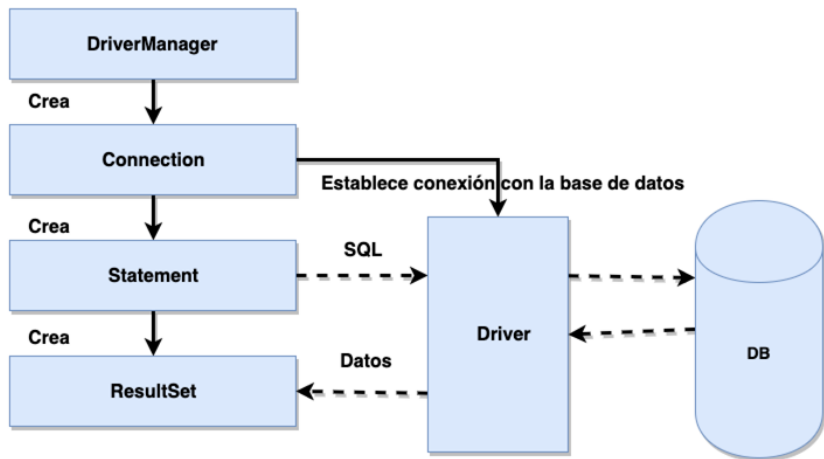 DriverManager
Crea
Connection
Establece conexión con la base de datos
Crea
SQL
Statement
Driver
Crea
DB
Datos
ResultSet